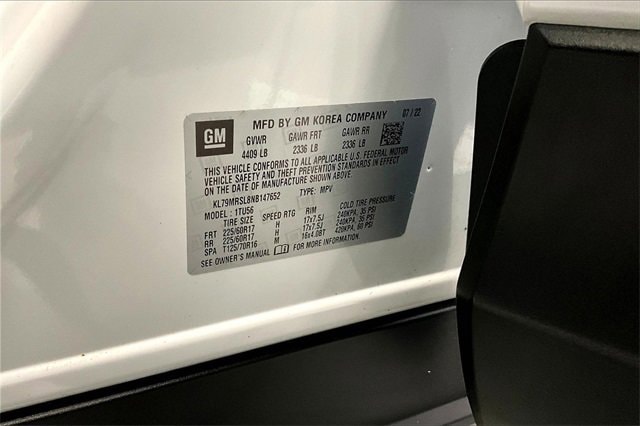 GM
MFD BY GM KOREA COMPANY 07 / 22
GVWR GAWR FRT GAWR RR
4409 LB 2336 LB 2336 LB
THIS VEHICLE CONFORMS TO ALL APPLICABLE U.S. FEDERAL MOTOR
VEHICLE SAFETY AND THEFT PREVENTION STANDARDS IN EFFECT
ON THE DATE OF MANUFACTURE SHOWN ABOVE.
KL79MRSL8NB147652 TYPE: MPV
MODEL: 1TU56
TIRE SIZE SPEED RTG RIM COLD TIRE PRESSURE
FRT 225/60R17 H 17x7.5J 240KPA, 35 PSI
RR 225/60R17 H 17x7.5J 240KPA, 35 PSI
SPA T125/70R16 M 16x4.0BT 420KPA, 60 PSI
SEE OWNER'S MANUAL FOR MORE INFORMATION.